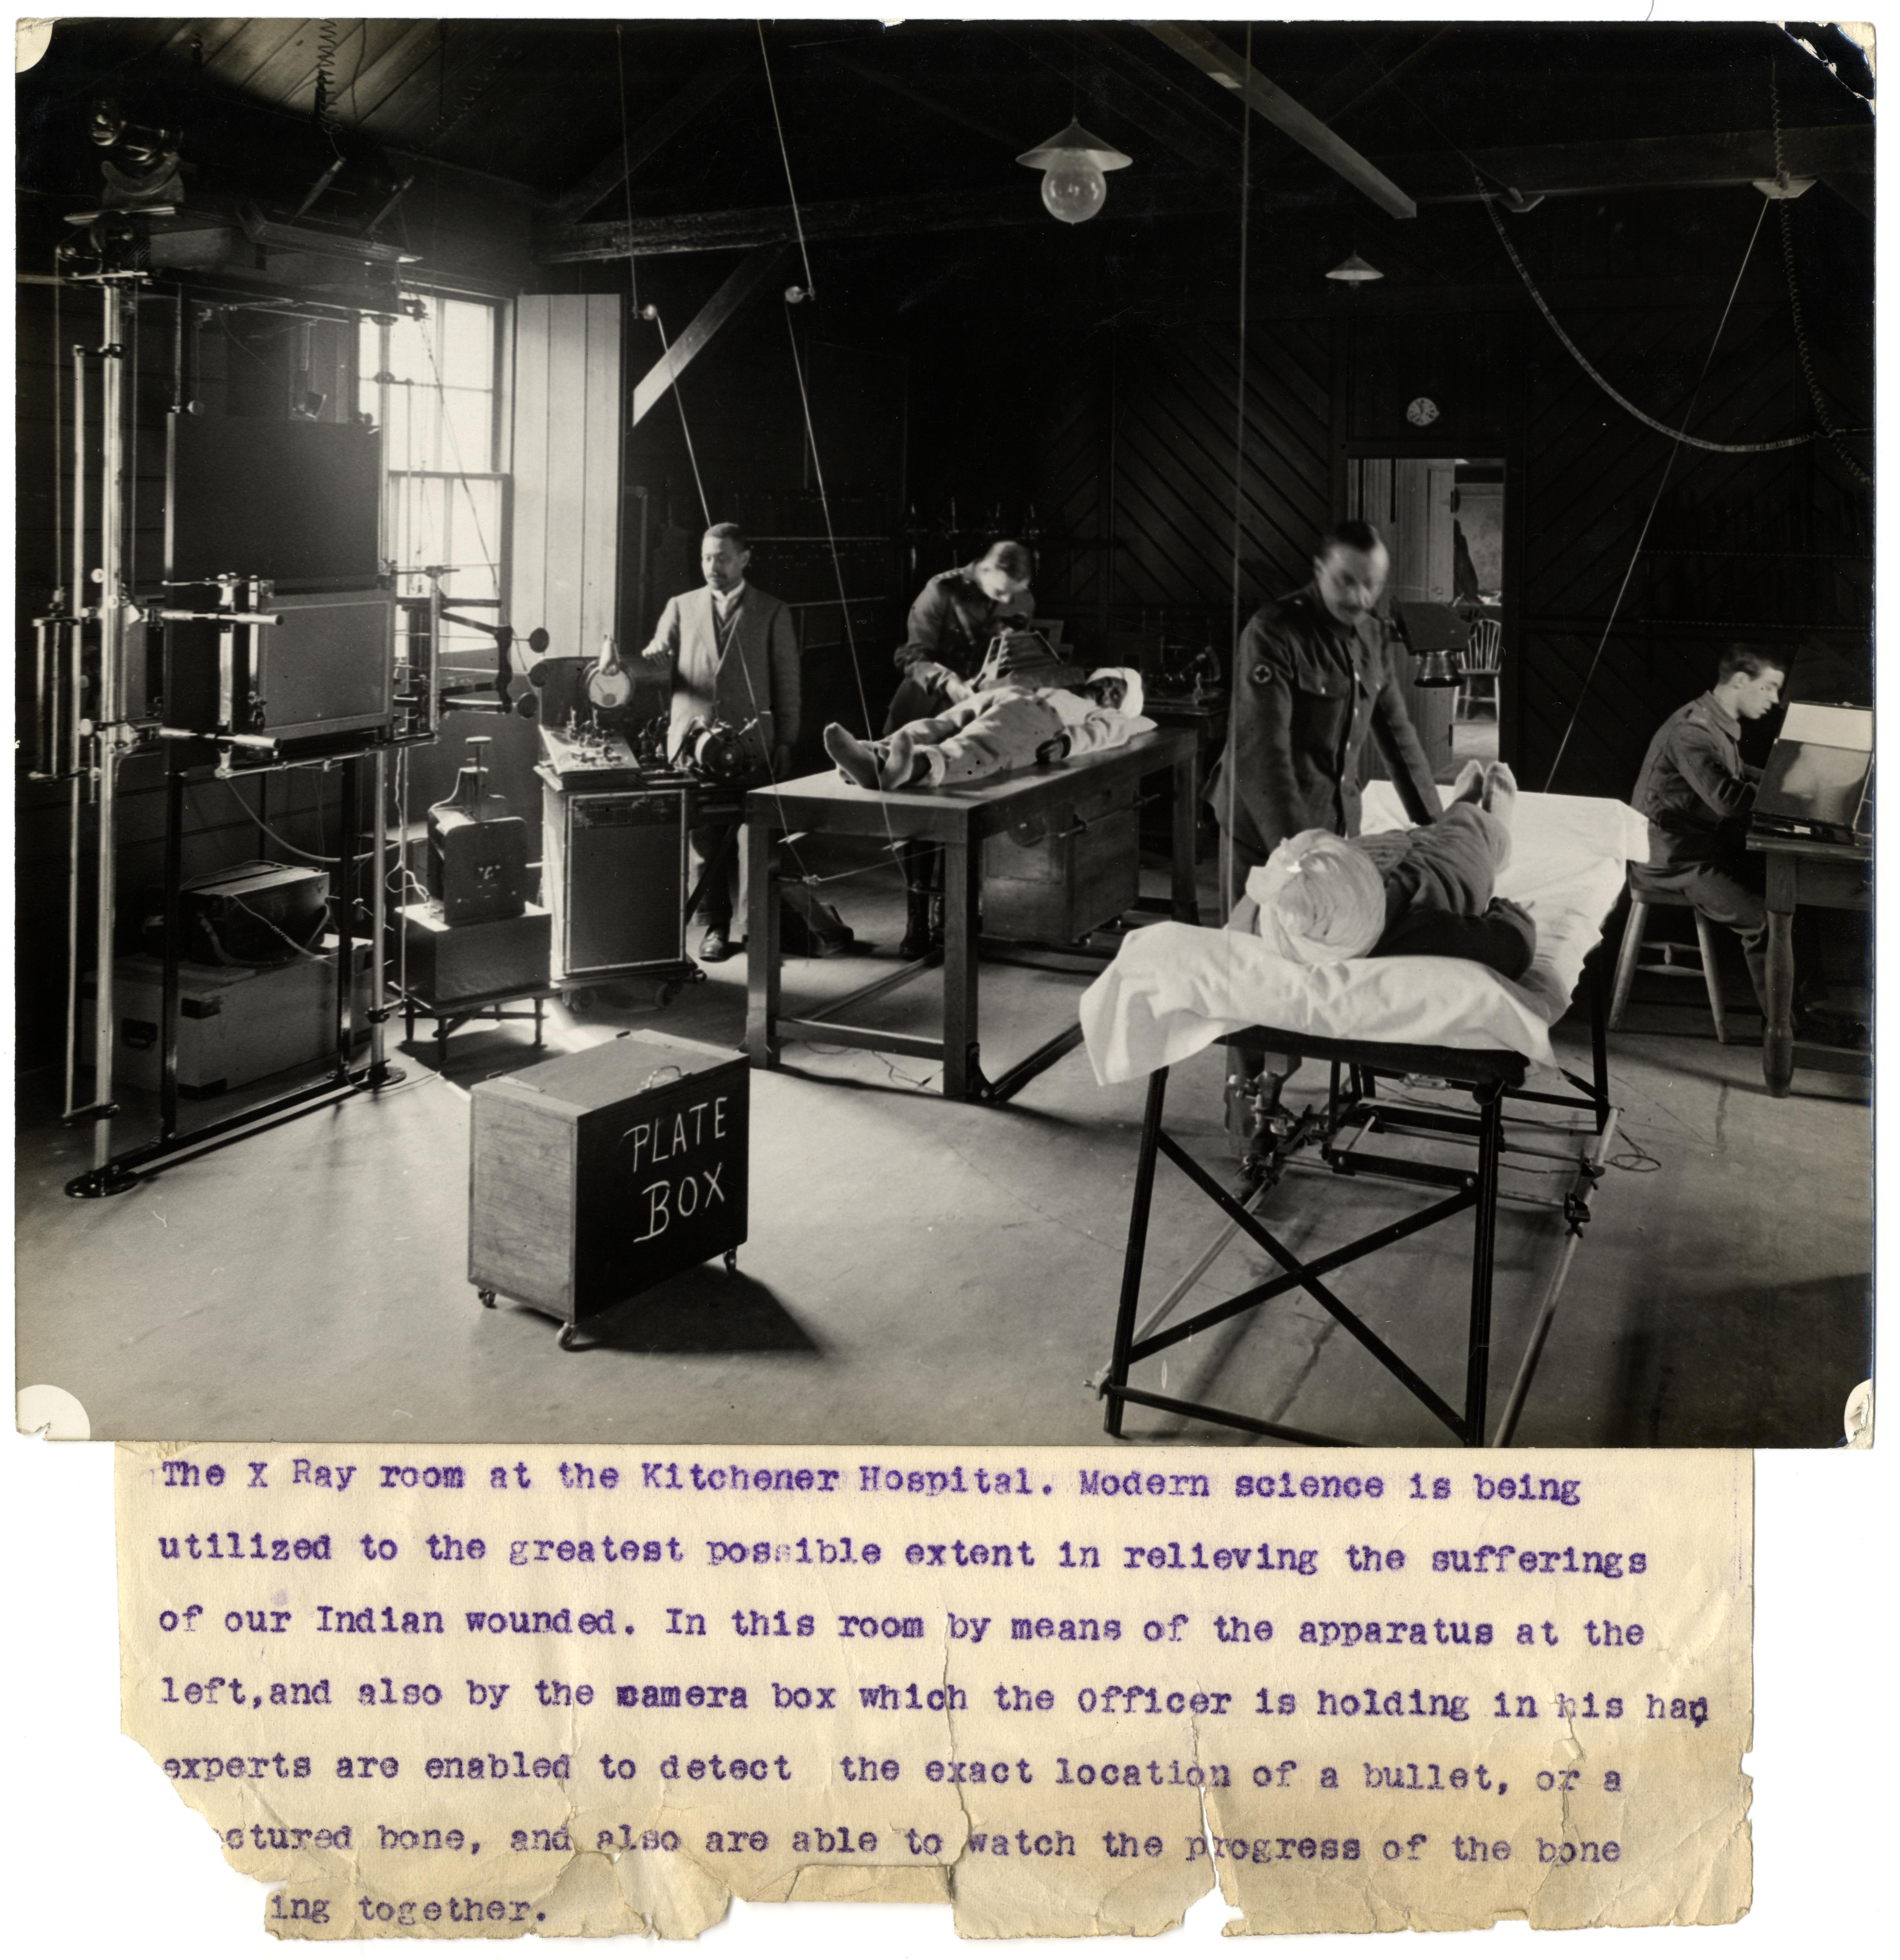 PLATE
BOX
The X Ray room at the Kitchener Hospital. Modern science is being
utilized to the greatest possible extent in relieving the sufferings
of our Indian wounded. In this room by means of the apparatus at the
left,and also by the camera box which the Officer is holding in his han
experts are enabled to detect the exact location of a bullet, or a
ctured bone, and also are able to watch the progress of the bone
ing together.